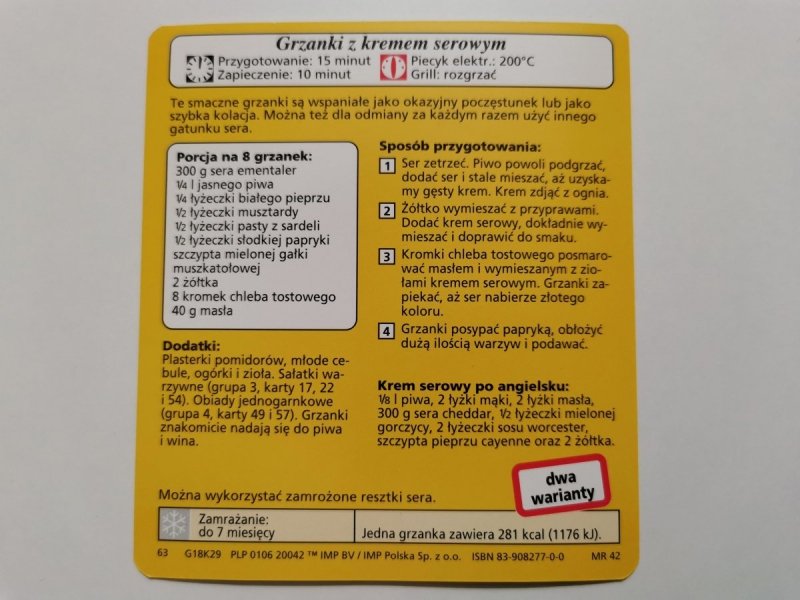 Grzanki z kremem serowym
Przygotowanie: 15 minut
Zapieczenie: 10 minut
Piecyk elektr.: 200°C
Grill: rozgrzać
Te smaczne grzanki są wspaniałe jako okazyjny poczęstunek lub jako
szybka kolacja. Można też dla odmiany za każdym razem użyć innego
gatunku sera.
Porcja na 8 grzanek:
300 g sera ementaler
¼ l jasnego piwa
¼ łyżeczki białego pieprzu
½ łyżeczki musztardy
½ łyżeczki pasty z sardeli
½ łyżeczki słodkiej papryki
szczypta mielonej gałki
muszkatołowej
2 żółtka
8 kromek chleba tostowego
40 g masła
Dodatki:
Plasterki pomidorów, młode ce-
bule, ogórki i zioła. Sałatki wa-
rzywne (grupa 3, karty 17, 22
i 54). Obiady jednogarnkowe
(grupa 4, karty 49 i 57). Grzanki
znakomicie nadają się do piwa
i wina.
Sposób przygotowania:
1 Ser zetrzeć. Piwo powoli podgrzać,
dodać ser i stale mieszać, aż uzyska-
my gęsty krem. Krem zdjąć z ognia.
2 Żółtko wymieszać z przyprawami.
Dodać krem serowy, dokładnie wy-
mieszać i doprawić do smaku.
3 Kromki chleba tostowego posmaro-
wać masłem i wymieszanym z zio-
łami kremem serowym. Grzanki za-
piekać, aż ser nabierze złotego
koloru.
4 Grzanki posypać papryką, obłożyć
dużą ilością warzyw i podawać.
Krem serowy po angielsku:
⅛ l piwa, 2 łyżki mąki, 2 łyżki masła,
300 g sera cheddar, ½ łyżeczki mielonej
gorczycy, 2 łyżeczki sosu worcester,
szczypta pieprzu cayenne oraz 2 żółtka.
dwa
warianty
Można wykorzystać zamrożone resztki sera.
Zamrażanie:
do 7 miesięcy
Jedna grzanka zawiera 281 kcal (1176 kJ).
63 G18K29 PLP 0106 20042 ™ IMP BV / IMP Polska Sp. z o.o. ISBN 83-908277-0-0 MR 42